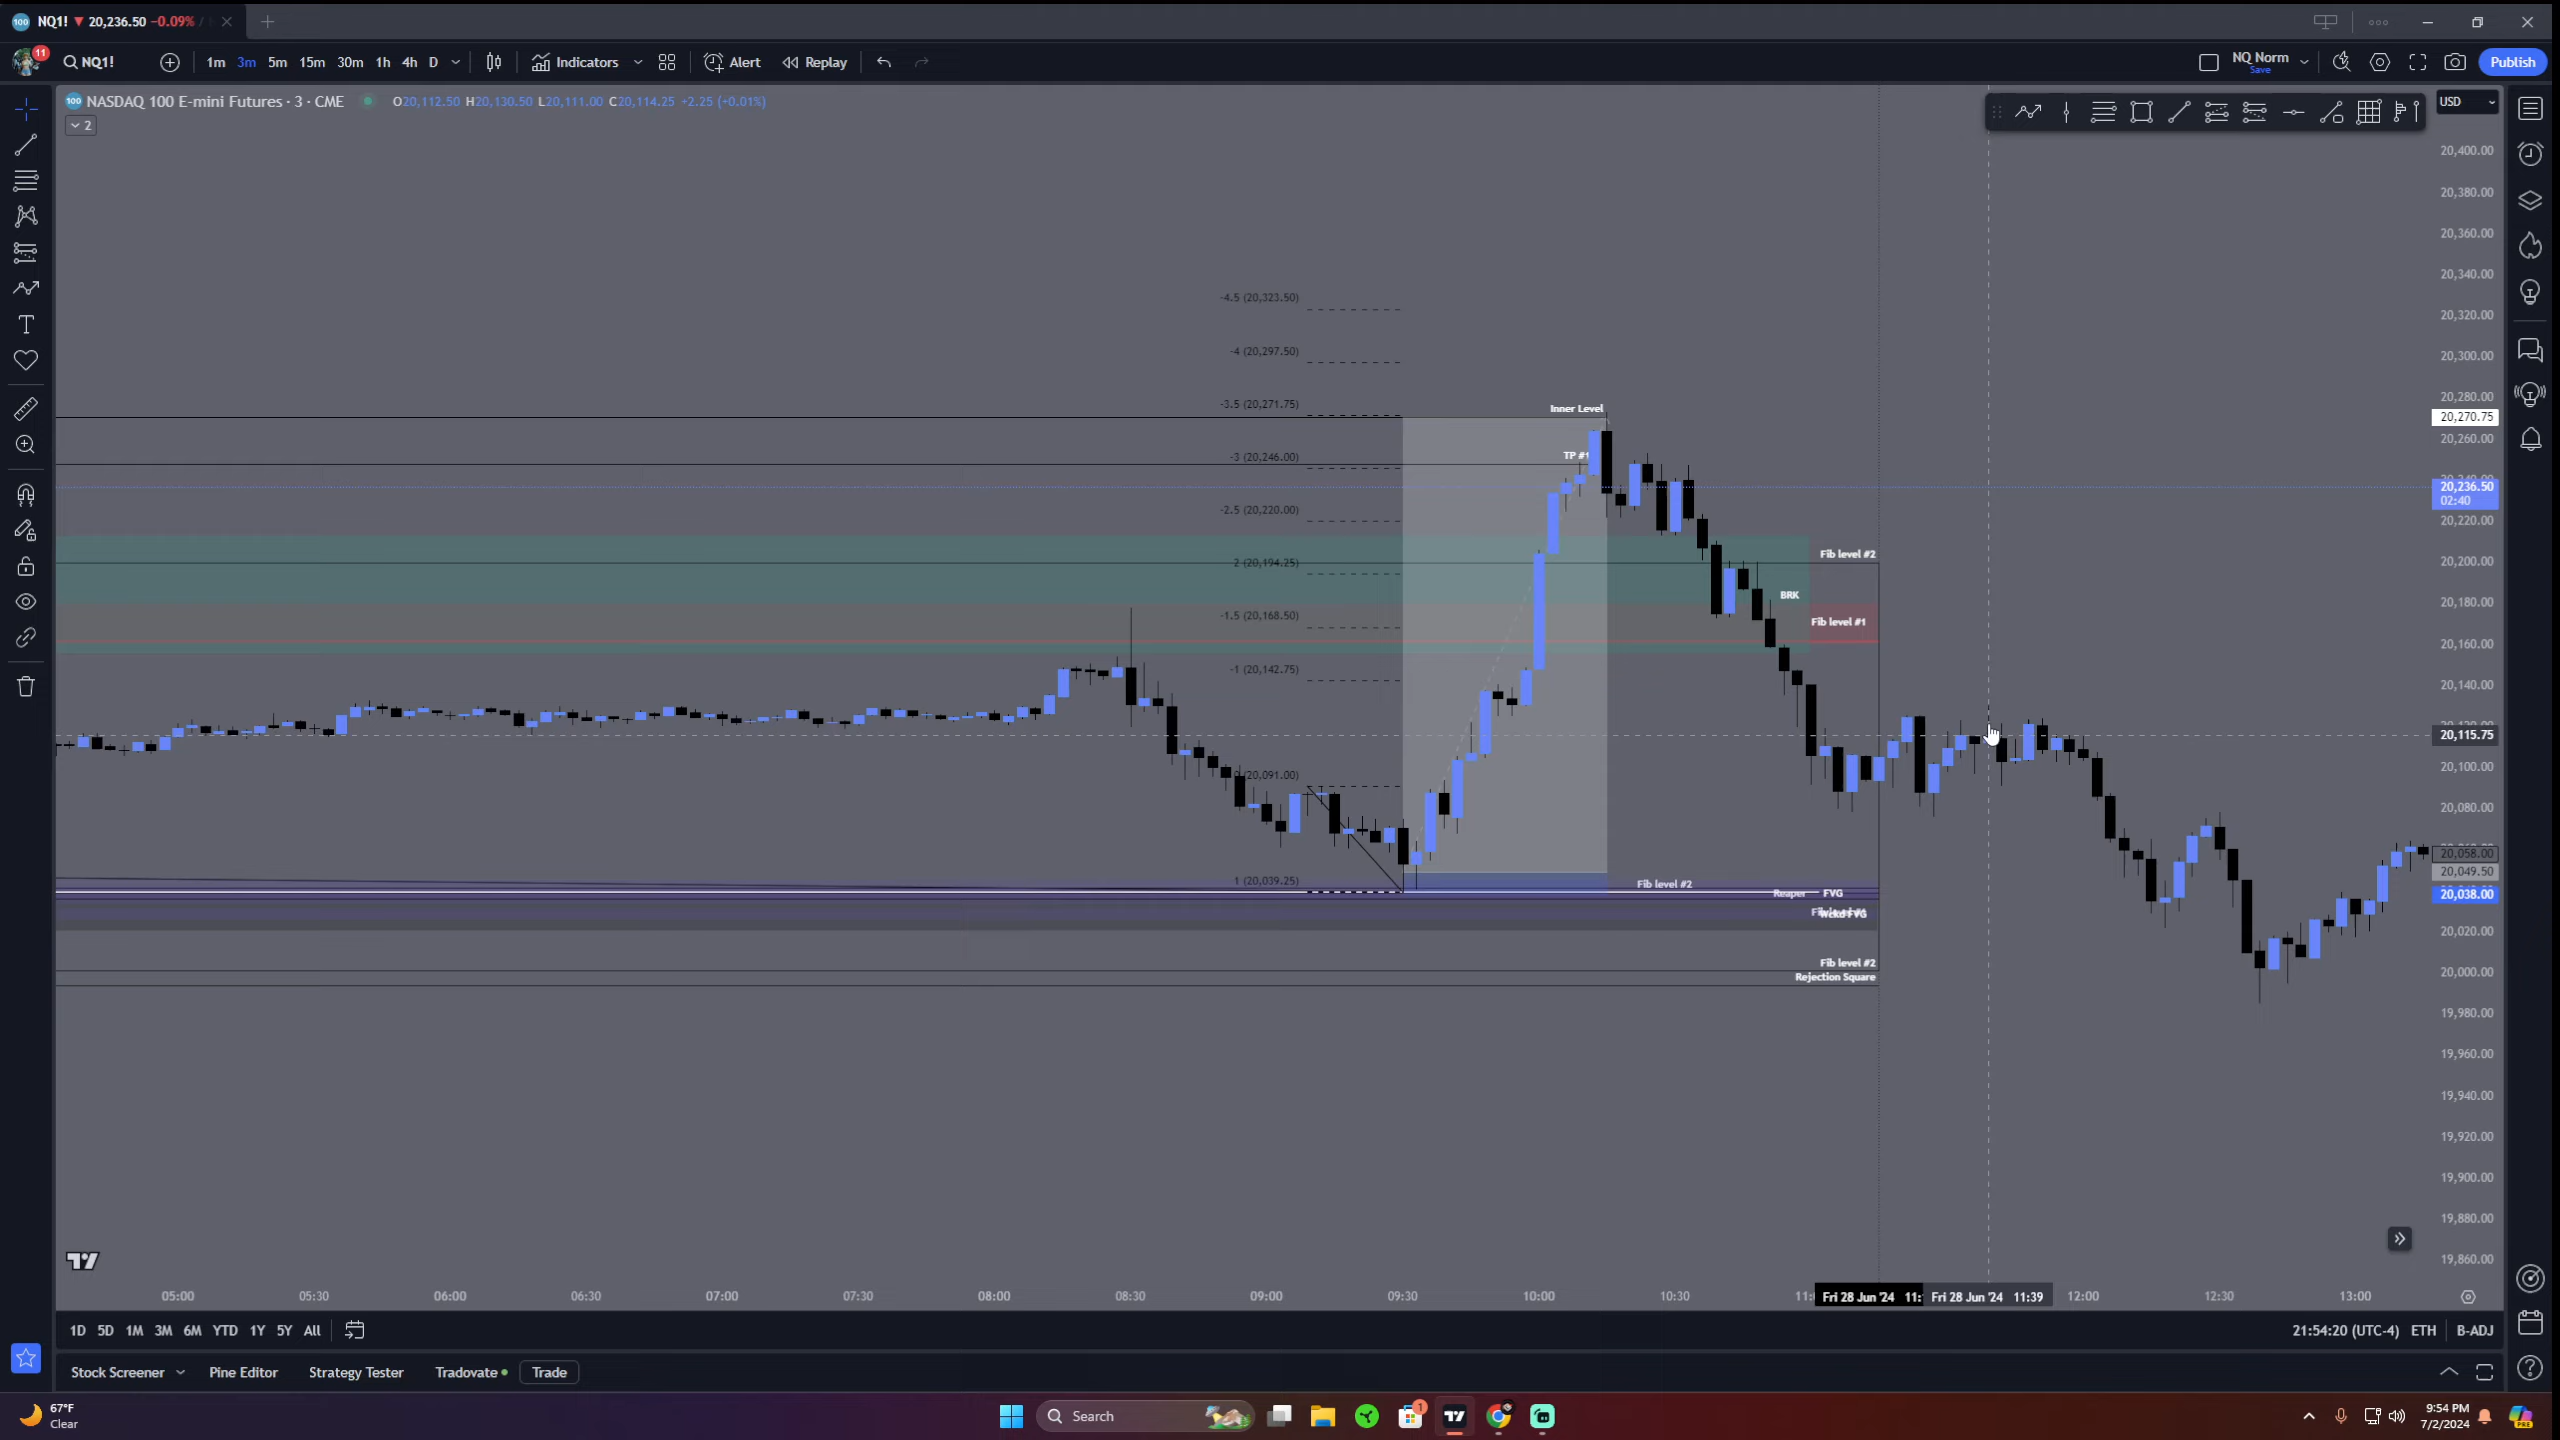 NQ1! ▼ 20,236.50 −0.09% /
11 NQ1! 1m 3m 5m 15m 30m 1h 4h D Indicators Alert Replay NQ Norm Save Publish
NASDAQ 100 E-mini Futures · 3 · CME O20,112.50 H20,130.50 L20,111.00 C20,114.25 +2.25 (+0.01%)
USD
2
20,400.00
20,380.00
20,360.00
20,340.00
20,320.00
20,300.00
20,280.00
20,270.75
20,260.00
20,236.50
02:40
20,220.00
20,200.00
20,180.00
20,160.00
20,140.00
20,115.75
20,100.00
20,080.00
20,058.00
20,049.50
20,038.00
20,020.00
20,000.00
19,980.00
19,960.00
19,940.00
19,920.00
19,900.00
19,880.00
19,860.00
-4.5 (20,323.50)
-4 (20,297.50)
-3.5 (20,271.75)
-3 (20,246.00)
-2.5 (20,220.00)
2 (20,194.25)
-1.5 (20,168.50)
-1 (20,142.75)
(20,091.00)
1 (20,039.25)
Inner Level
TP #1
Fib level #2
BRK
Fib level #1
Fib level #2
Reaper FVG
FVG
Fib level #2
Rejection Square
05:00 05:30 06:00 06:30 07:00 07:30 08:00 08:30 09:00 09:30 10:00 10:30 Fri 28 Jun '24 Fri 28 Jun '24 11:39 12:00 12:30 13:00
1D 5D 1M 3M 6M YTD 1Y 5Y All 21:54:20 (UTC-4) ETH B-ADJ
Stock Screener Pine Editor Strategy Tester Tradovate Trade
67°F
Clear
Search
1
9:54 PM
7/2/2024
PRE